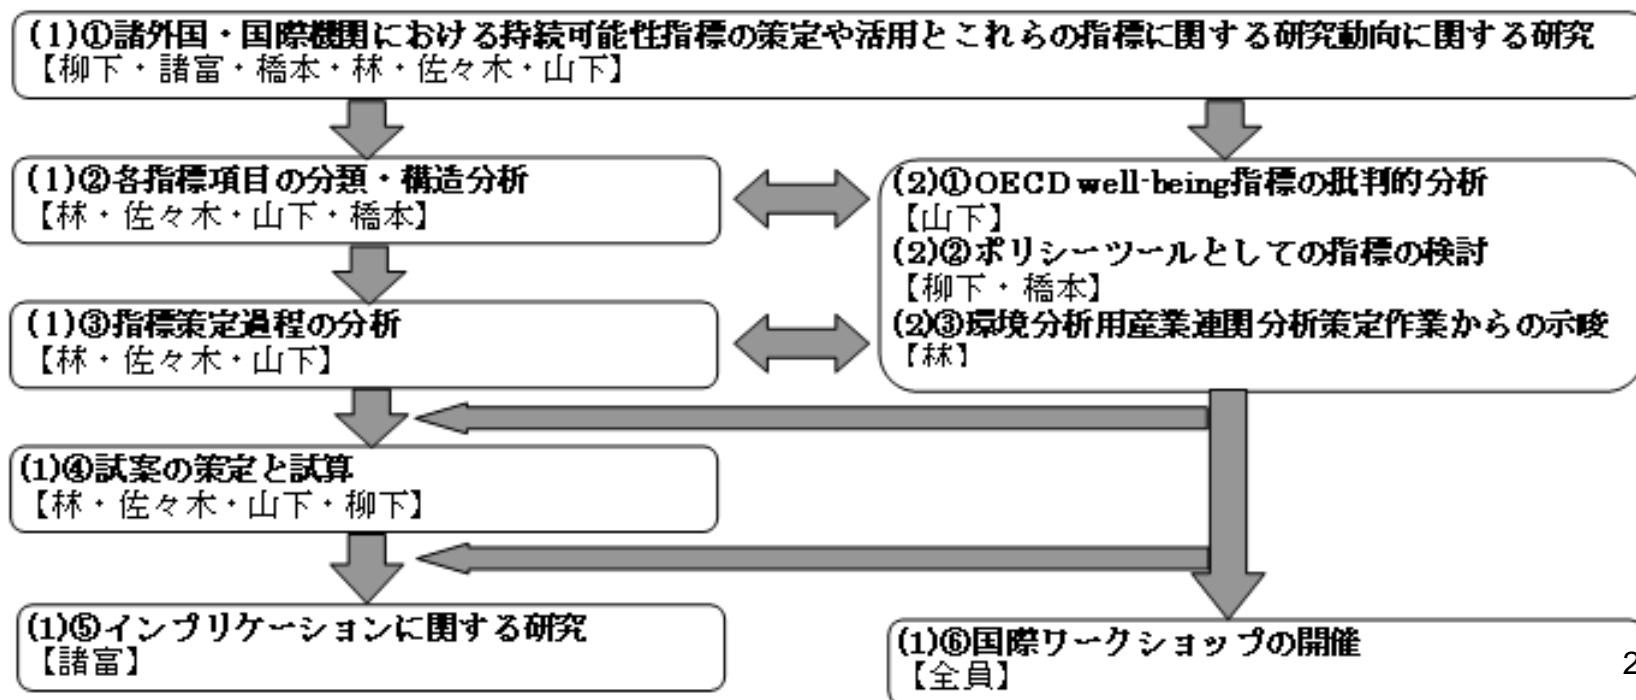 (1)①諸外国・国際機関における持続可能性指標の策定や活用とこれらの指標に関する研究動向に関する研究
【柳下・諸富・橋本・林・佐々木・山下】
(1)②各指標項目の分類・構造分析
【林・佐々木・山下・橋本】
(1)③指標策定過程の分析
【林・佐々木・山下】
(2)①OECD well-being指標の批判的分析
【山下】
(2)②ポリシーツールとしての指標の検討
【柳下・橋本】
(2)③環境分析用産業連関分析策定作業からの示唆
【林】
(1)④試案の策定と試算
【林・佐々木・山下・柳下】
(1)⑤インプリケーションに関する研究
【諸富】
(1)⑥国際ワークショップの開催
【全員】
2